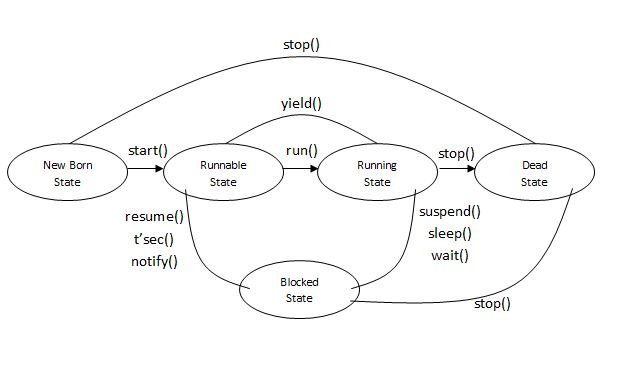 stop()
yield()
start()
run()
stop()
New Born
State
Runnable
State
Running
State
Dead
State
resume()
t’sec()
notify()
suspend()
sleep()
wait()
Blocked
State
stop()